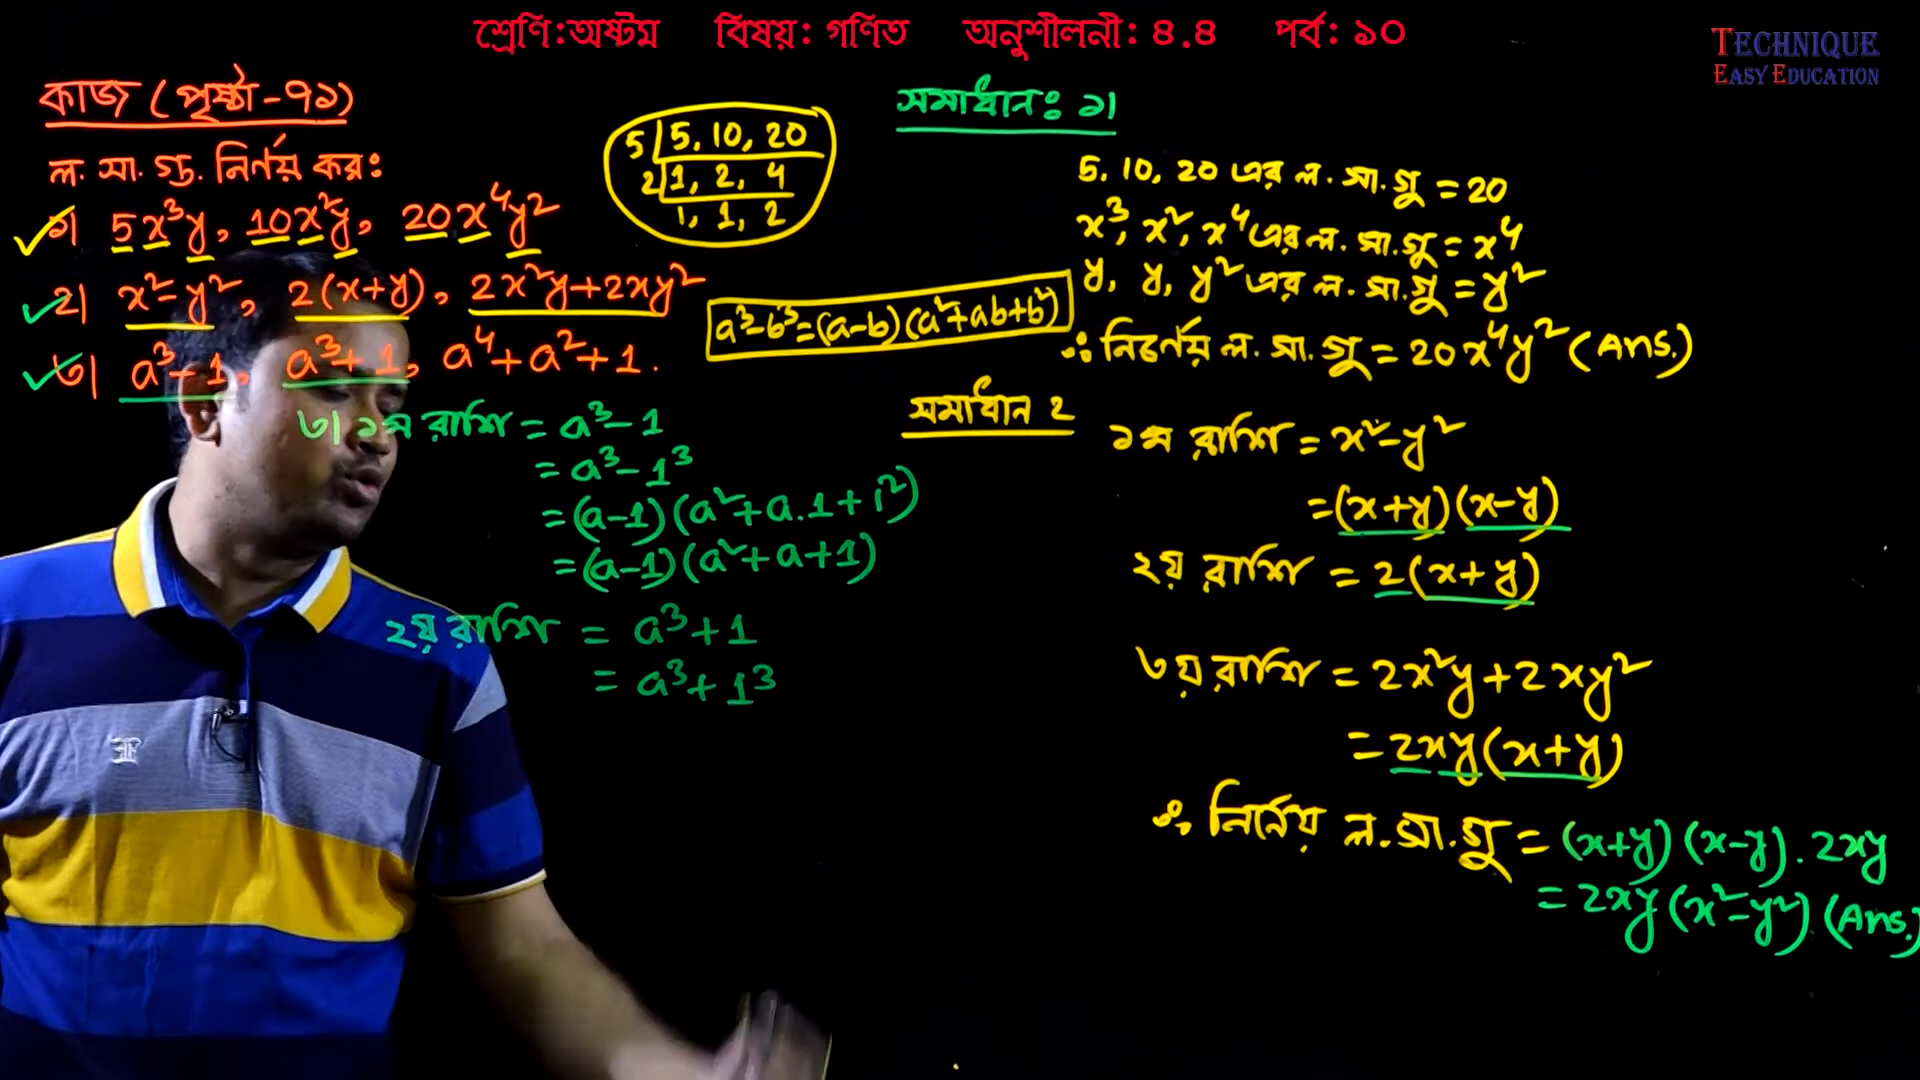 শ্রেণি:অষ্টম বিষয়: গণিত অনুশীলনী: ৪.৪ পর্ব: ১০
TECHNIQUE
EASY EDUCATION
কাজ (পৃষ্ঠা-৭১)
ল. সা. গু. নির্ণয় কর:
১। 5x³y, 10x²y, 20x⁴y²
২। x²-y², 2(x+y), 2x²y+2xy²
৩। a³-1, a³+1, a⁴+a²+1.
5 | 5, 10, 20
2 | 1, 2, 4
1, 1, 2
a³-b³=(a-b)(a²+ab+b²)
৩। ১ম রাশি = a³-1
= a³-1³
=(a-1)(a²+a.1+1²)
=(a-1)(a²+a+1)
২য় রাশি = a³+1
= a³+1³
সমাধান: ১।
5, 10, 20 এর ল. সা. গু = 20
x³, x², x⁴ এর ল. সা. গু = x⁴
y, y, y² এর ল. সা. গু = y²
∴ নির্ণেয় ল. সা. গু = 20x⁴y² (Ans.)
সমাধান 2
১ম রাশি = x²-y²
=(x+y)(x-y)
২য় রাশি = 2(x+y)
৩য় রাশি = 2x²y+2xy²
= 2xy(x+y)
∴ নির্নেয় ল. সা. গু = (x+y)(x-y).2xy
= 2xy(x²-y²) (Ans.)